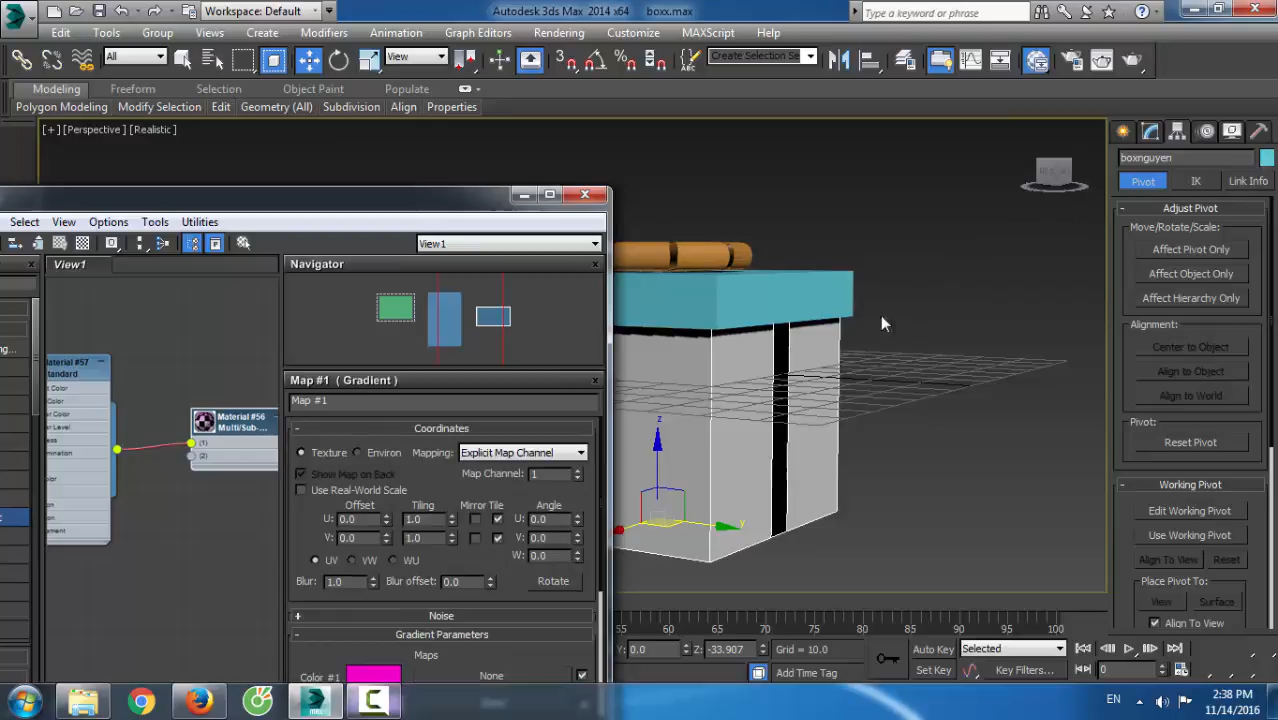 Workspace: Default
Autodesk 3ds Max 2014 x64 boxx.max
Type a keyword or phrase
Edit Tools Group Views Create Modifiers Animation Graph Editors Rendering Customize MAXScript Help
All
View
Create Selection Se
Modeling Freeform Selection Object Paint Populate
Polygon Modeling Modify Selection Edit Geometry (All) Subdivision Align Properties
[+] [Perspective] [Realistic]
boxnguyen
Pivot IK Link Info
Adjust Pivot
Move/Rotate/Scale:
Affect Pivot Only
Affect Object Only
Affect Hierarchy Only
Alignment:
Center to Object
Align to Object
Align to World
Pivot:
Reset Pivot
Working Pivot
Edit Working Pivot
Use Working Pivot
Align To View Reset
Place Pivot To:
View Surface
Align To View
Select View Options Tools Utilities
View1
View1
Navigator
Material #57
Standard
Material #56
Multi/Sub-...
(1)
(2)
Map #1 ( Gradient )
Map #1
Coordinates
Texture Environ Mapping: Explicit Map Channel
Show Map on Back Map Channel: 1
Use Real-World Scale
Offset Tiling Mirror Tile Angle
U: 0.0 1.0 U: 0.0
V: 0.0 1.0 V: 0.0
W: 0.0
UV VW WU
Blur: 1.0 Blur offset: 0.0 Rotate
Noise
Gradient Parameters
Maps
Color #1 None
z
y
55 60 65 70 75 80 85 90 95 100
Y: 0.0 Z: -33.907 Grid = 10.0
Add Time Tag
Auto Key Selected
Set Key Key Filters...
0
EN
2:38 PM
11/14/2016